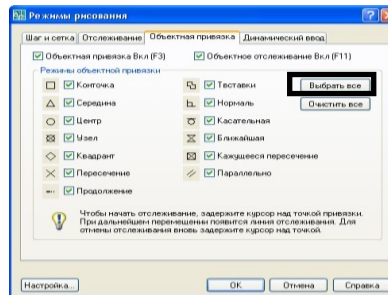 Режимы рисования
Шаг и сетка Отслеживание Объектная привязка Динамический ввод
Объектная привязка Вкл (F3) Объектное отслеживание Вкл (F11)
Режимы объектной привязки
Конточка Твставки Выбрать все
Середина Нормаль Очистить все
Центр Касательная
Узел Ближайшая
Квадрант Кажущееся пересечение
Пересечение Параллельно
Продолжение
Чтобы начать отслеживание, задержите курсор над точкой привязки.
При дальнейшем перемещении появится линия отслеживания. Для
отмены отслеживания вновь задержите курсор над точкой.
Настройка... OK Отмена Справка